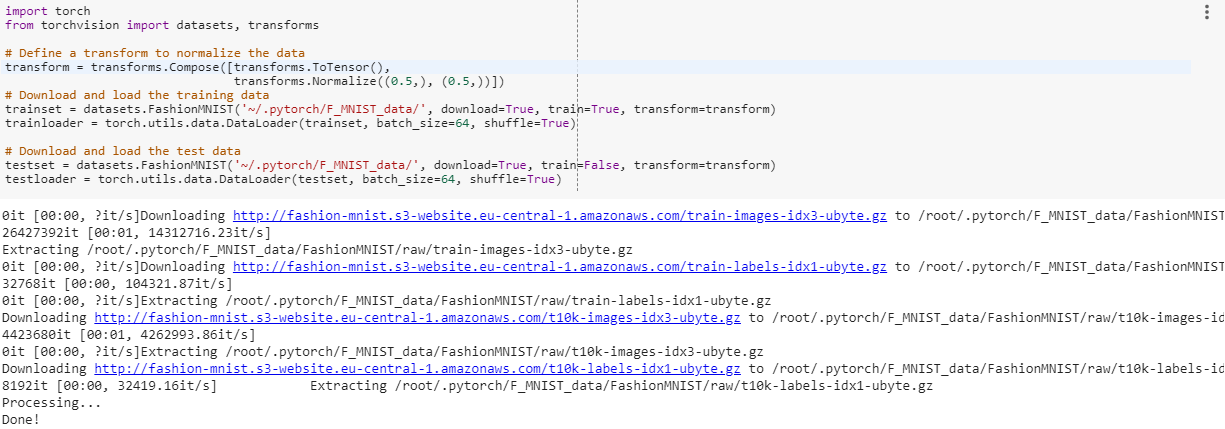 import torch
from torchvision import datasets, transforms
# Define a transform to normalize the data
transform = transforms.Compose([transforms.ToTensor(),
                                transforms.Normalize((0.5,), (0.5,))])
# Download and load the training data
trainset = datasets.FashionMNIST('~/.pytorch/F_MNIST_data/', download=True, train=True, transform=transform)
trainloader = torch.utils.data.DataLoader(trainset, batch_size=64, shuffle=True)
# Download and load the test data
testset = datasets.FashionMNIST('~/.pytorch/F_MNIST_data/', download=True, train=False, transform=transform)
testloader = torch.utils.data.DataLoader(testset, batch_size=64, shuffle=True)
0it [00:00, ?it/s]Downloading http://fashion-mnist.s3-website.eu-central-1.amazonaws.com/train-images-idx3-ubyte.gz to /root/.pytorch/F_MNIST_data/FashionMNIST
26427392it [00:01, 14312716.23it/s]
Extracting /root/.pytorch/F_MNIST_data/FashionMNIST/raw/train-images-idx3-ubyte.gz
0it [00:00, ?it/s]Downloading http://fashion-mnist.s3-website.eu-central-1.amazonaws.com/train-labels-idx1-ubyte.gz to /root/.pytorch/F_MNIST_data/FashionMNIST
32768it [00:00, 104321.87it/s]
0it [00:00, ?it/s]Extracting /root/.pytorch/F_MNIST_data/FashionMNIST/raw/train-labels-idx1-ubyte.gz
Downloading http://fashion-mnist.s3-website.eu-central-1.amazonaws.com/t10k-images-idx3-ubyte.gz to /root/.pytorch/F_MNIST_data/FashionMNIST/raw/t10k-images-id
4423680it [00:01, 4262993.86it/s]
0it [00:00, ?it/s]Extracting /root/.pytorch/F_MNIST_data/FashionMNIST/raw/t10k-images-idx3-ubyte.gz
Downloading http://fashion-mnist.s3-website.eu-central-1.amazonaws.com/t10k-labels-idx1-ubyte.gz to /root/.pytorch/F_MNIST_data/FashionMNIST/raw/t10k-labels-id
8192it [00:00, 32419.16it/s]            Extracting /root/.pytorch/F_MNIST_data/FashionMNIST/raw/t10k-labels-idx1-ubyte.gz
Processing...
Done!